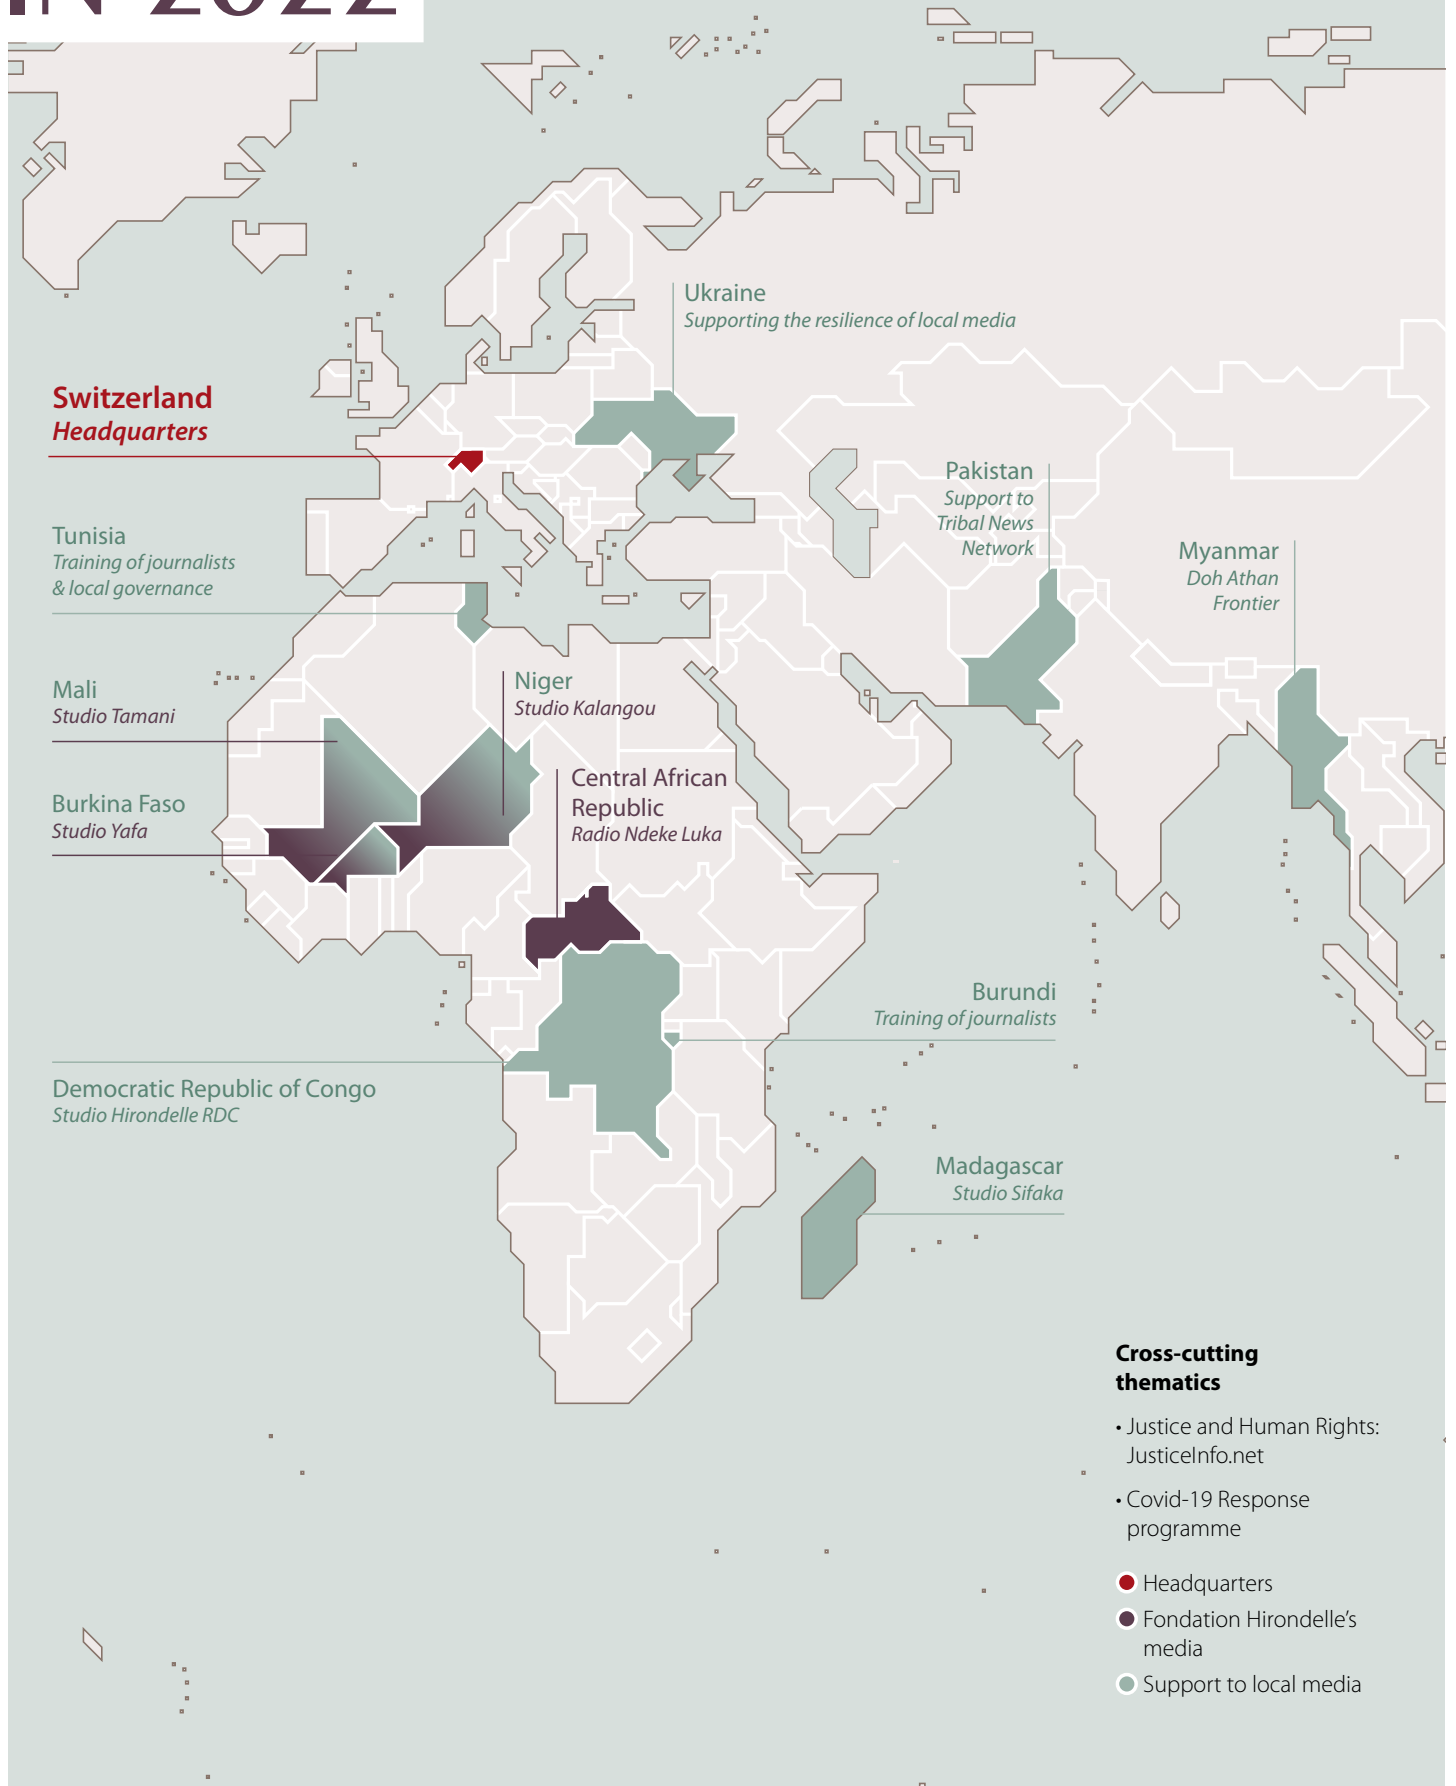 IN 2022
Ukraine
Supporting the resilience of local media
Switzerland
Headquarters
Pakistan
Support to
Tribal News
Network
Myanmar
Doh Athan
Frontier
Tunisia
Training of journalists
& local governance
Mali
Studio Tamani
Niger
Studio Kalangou
Central African
Republic
Radio Ndeke Luka
Burkina Faso
Studio Yafa
Burundi
Training of journalists
Democratic Republic of Congo
Studio Hirondelle RDC
Madagascar
Studio Sifaka
Cross-cutting
thematics
• Justice and Human Rights:
JusticeInfo.net
• Covid-19 Response
programme
Headquarters
Fondation Hirondelle’s
media
Support to local media